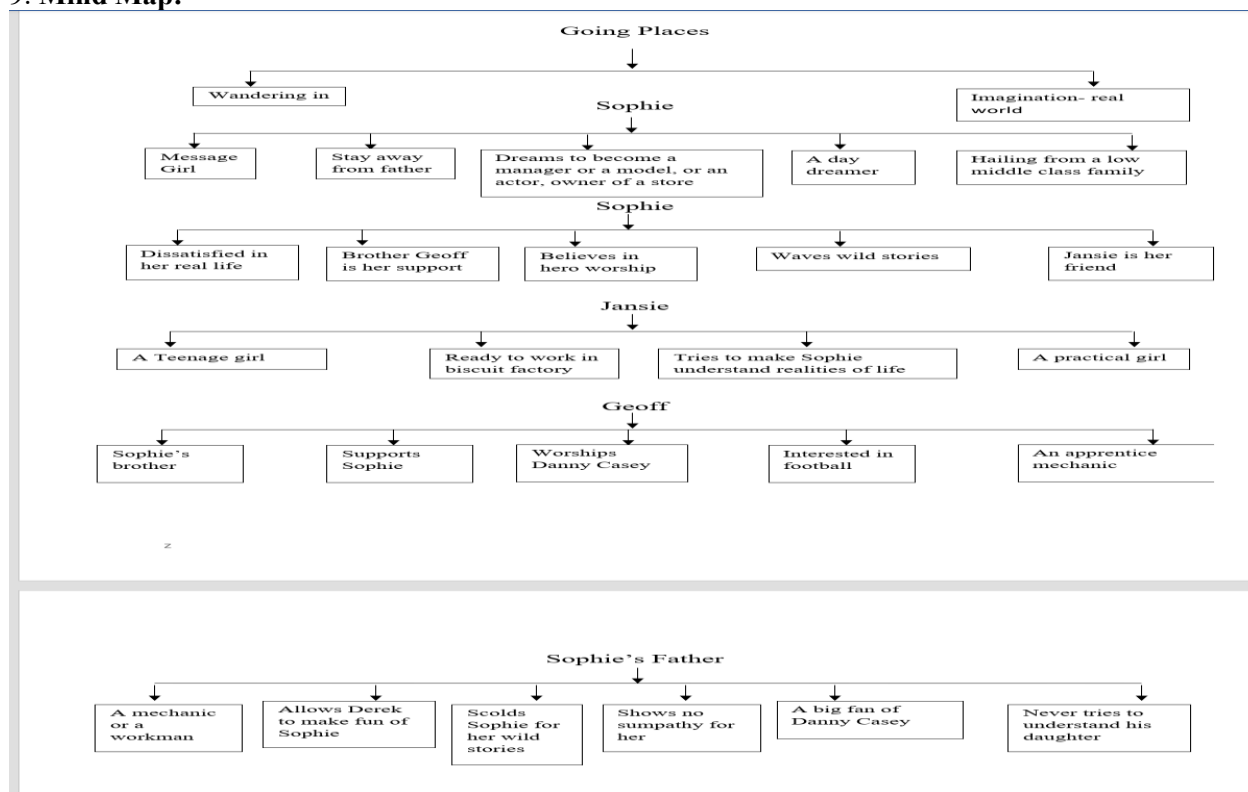 9. Mind Map:
Going Places
Wandering in
Imagination- real
world
Sophie
Message
Girl
Stay away
from father
Dreams to become a
manager or a model, or an
actor, owner of a store
A day
dreamer
Hailing from a low
middle class family
Sophie
Dissatisfied in
her real life
Brother Geoff
is her support
Believes in
hero worship
Waves wild stories
Jansie is her
friend
Jansie
A Teenage girl
Ready to work in
biscuit factory
Tries to make Sophie
understand realities of life
A practical girl
Geoff
Sophie's
brother
Supports
Sophie
Worships
Danny Casey
Interested in
football
An apprentice
mechanic
z
Sophie's Father
A mechanic
or a
workman
Allows Derek
to make fun of
Sophie
Scolds
Sophie for
her wild
stories
Shows no
sumpathy for
her
A big fan of
Danny Casey
Never tries to
understand his
daughter